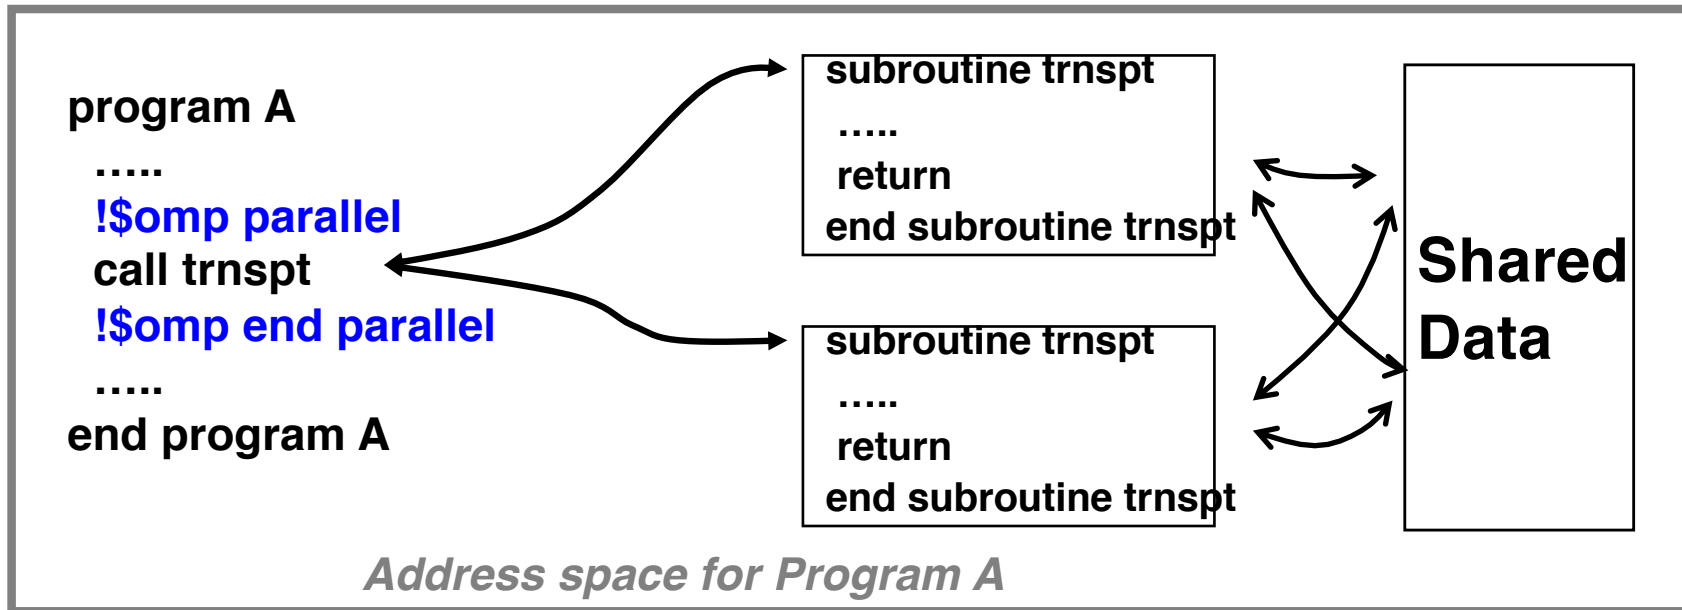 program A
…..
!$omp parallel
call trnspt
!$omp end parallel
…..
end program A
subroutine trnspt
…..
return
end subroutine trnspt
subroutine trnspt
…..
return
end subroutine trnspt
Shared
Data
Address space for Program A